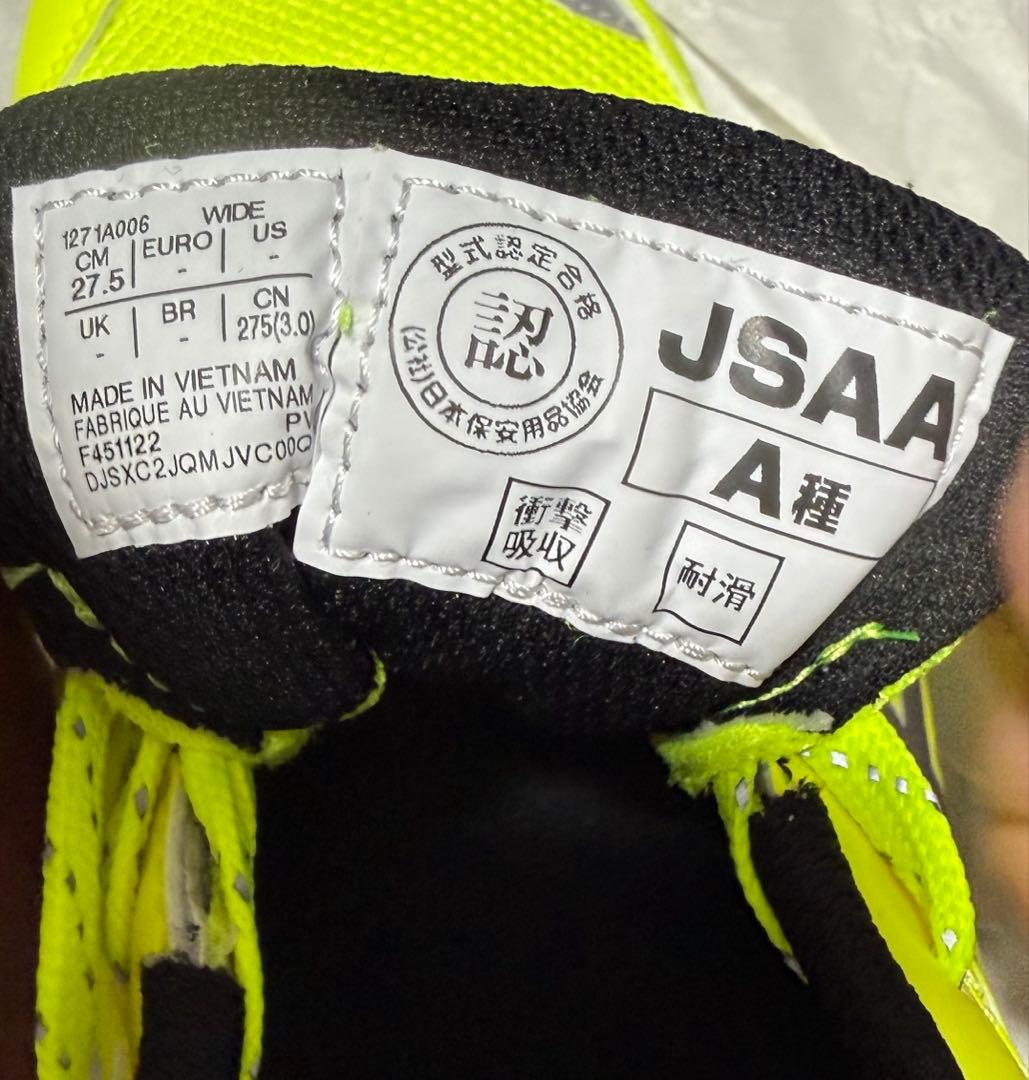 1271A006 WIDE
CM EURO US
27.5 - -
UK BR CN
- - 275(3.0)
MADE IN VIETNAM
FABRIQUE AU VIETNAM
F451122 PV
DJSXC2JQMJVC00Q
型式認定合格
認
(公社)日本保安用品協会
JSAA
A種
衝撃
吸収
耐滑